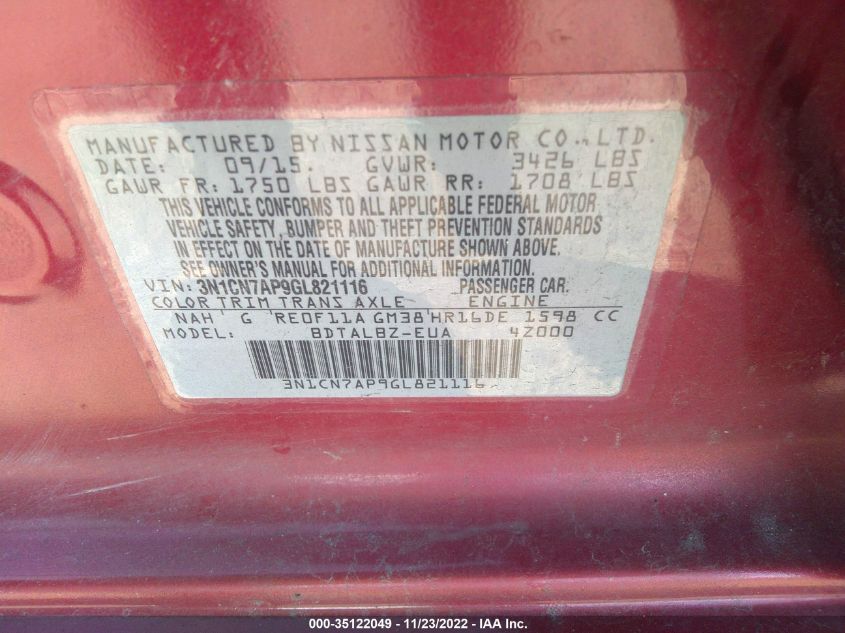 MANUFACTURED BY NISSAN MOTOR CO., LTD.
DATE: 09/15. GVWR: 3426 LBS
GAWR FR: 1750 LBS GAWR RR: 1708 LBS
THIS VEHICLE CONFORMS TO ALL APPLICABLE FEDERAL MOTOR
VEHICLE SAFETY, BUMPER AND THEFT PREVENTION STANDARDS
IN EFFECT ON THE DATE OF MANUFACTURE SHOWN ABOVE.
SEE OWNER'S MANUAL FOR ADDITIONAL INFORMATION.
VIN: 3N1CN7AP9GL821116 PASSENGER CAR.
COLOR TRIM TRANS AXLE ENGINE
NAH G RE0F11A GM38 HR16DE 1598 CC
MODEL: BDTALBZ-EUA 4Z000
3N1CN7AP9GL821116
000-35122049 - 11/23/2022 - IAA Inc.